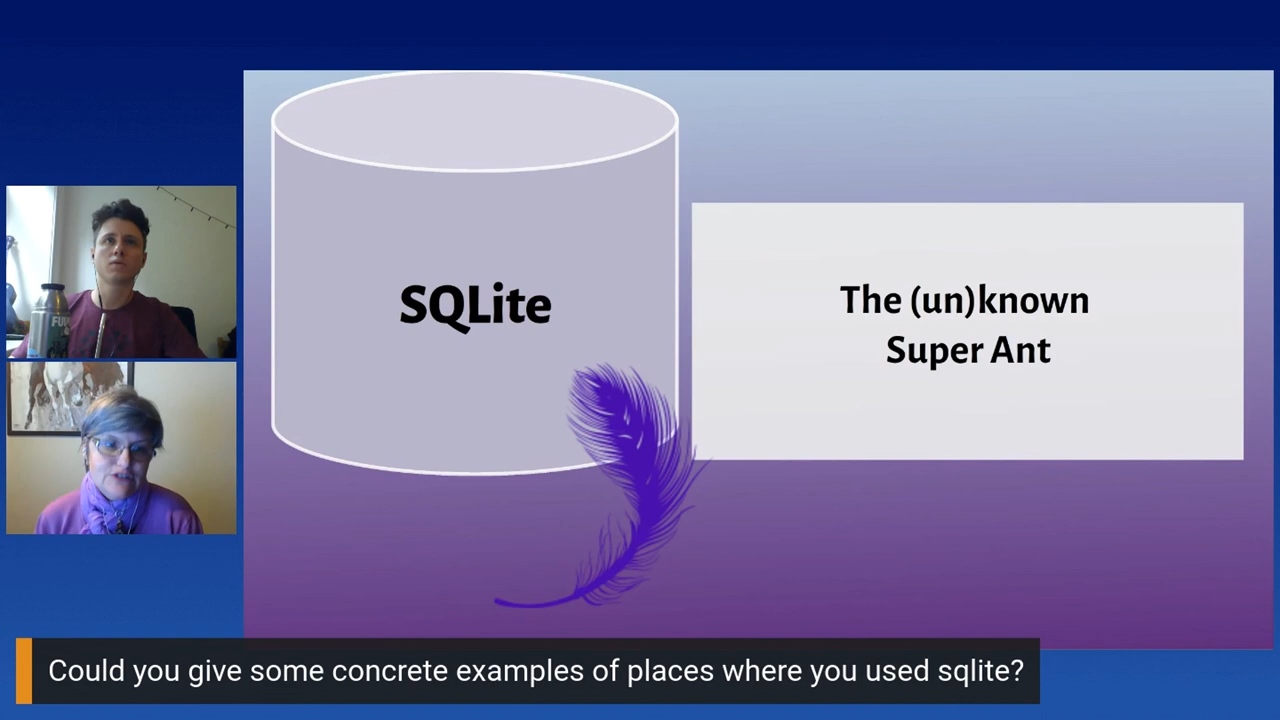 SQLite
The (un)known
Super Ant
Could you give some concrete examples of places where you used sqlite?